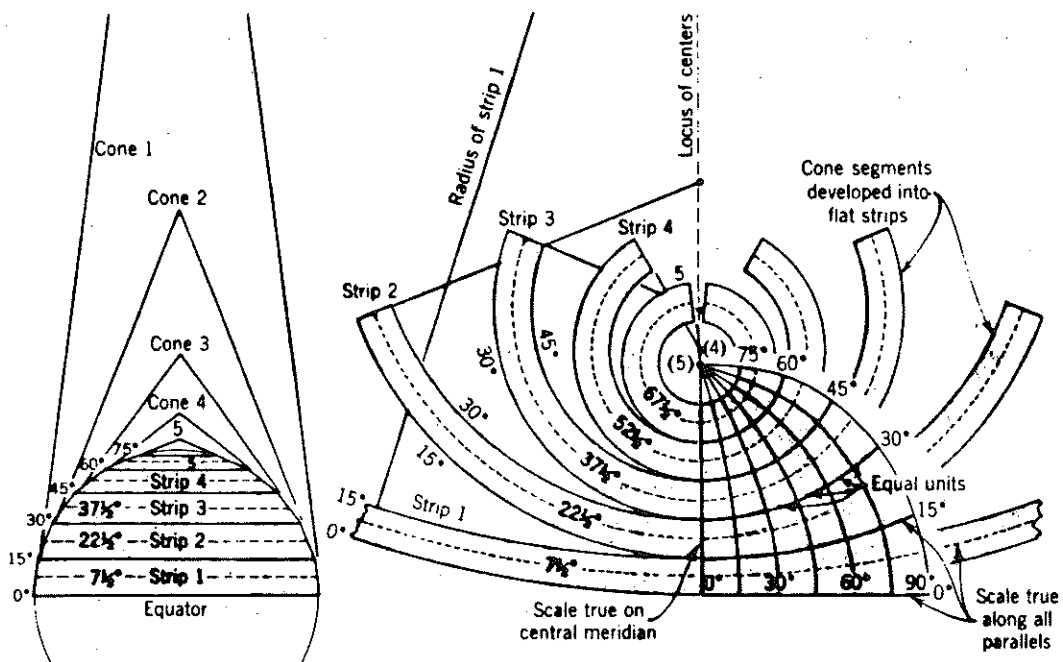 Cone 1
Cone 2
Cone 3
Cone 4
5
75°
60°
45°
30°
15°
0°
5
Strip 4
37½° Strip 3
22½° Strip 2
7½° Strip 1
Equator
Radius of strip 1
Locus of centers
Cone segments
developed into
flat strips
Strip 3
Strip 4
5
Strip 2
45°
30°
30°
15°
(4)
(5)
75°
60°
45°
30°
15°
0°
67½°
52½°
37½°
22½°
7½°
15°
0°
Strip 1
Equal units
0°
30°
60°
90°
Scale true on
central meridian
Scale true
along all
parallels